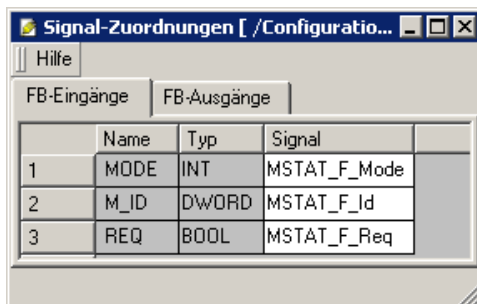 Signal-Zuordnungen [ /Configuratio...
Hilfe
FB-Eingänge FB-Ausgänge
Name Typ Signal
1 MODE INT MSTAT_F_Mode
2 M_ID DWORD MSTAT_F_Id
3 REQ BOOL MSTAT_F_Req